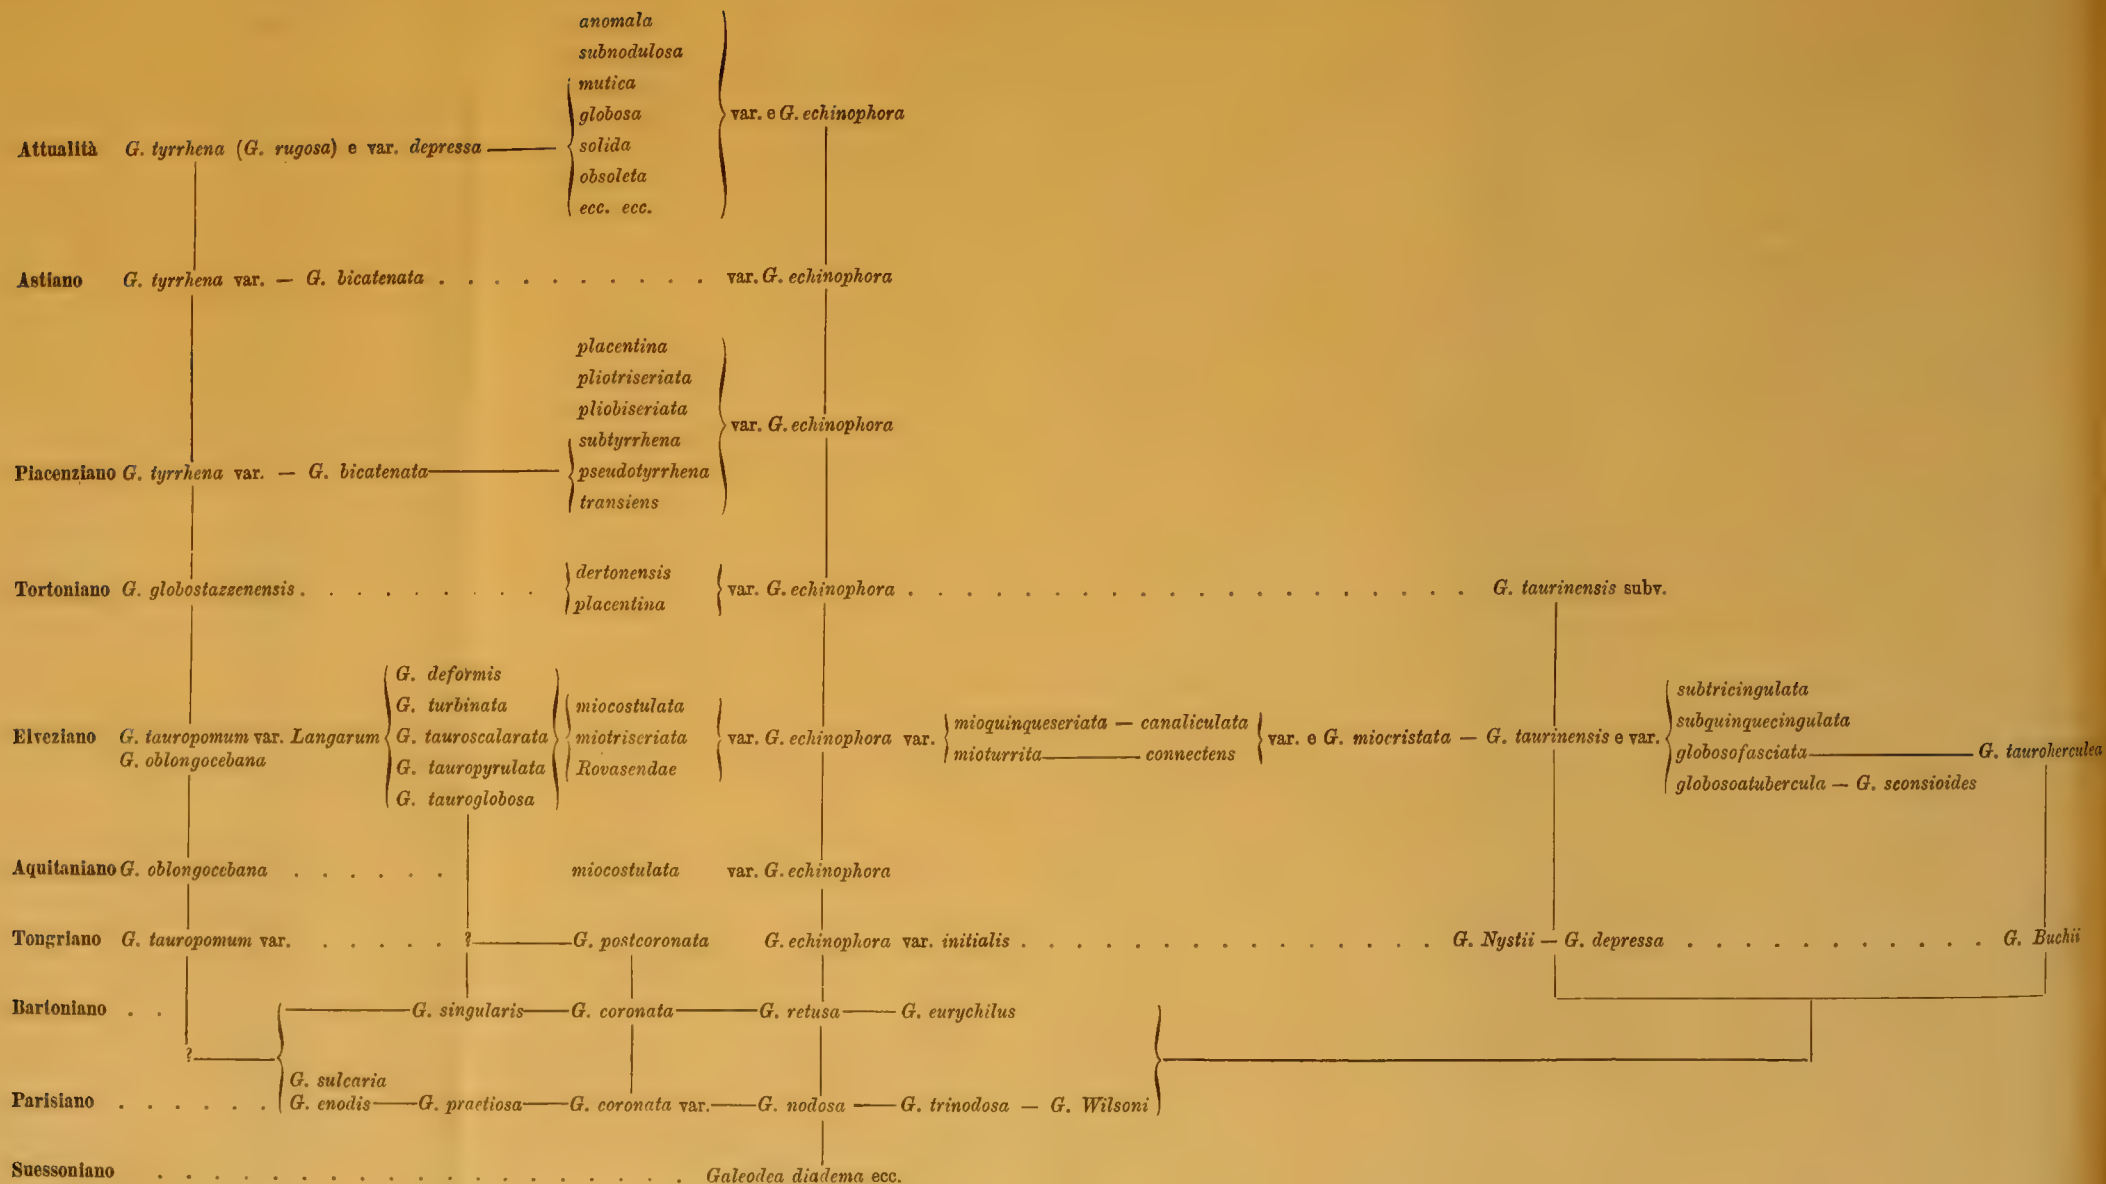 anomala
subnodulosa
mutica
globosa
var. e G. echinophora
Attualità G. tyrrhena (G. rugosa) e var. depressa
solida
obsoleta
ecc. ecc.
Astiano G. tyrrhena var. — G. bicatenata . . . . . . . . . . var. G. echinophora
placentina
pliotriseriata
pliobiseriata
var. G. echinophora
subtyrrhena
Piacenziano G. tyrrhena var. — G. bicatenata — pseudotyrrhena
transiens
dertonensis
Tortoniano G. globostazzenensis . . . . . . . . var. G. echinophora . . . . . . . . . . . . . . . . . . G. taurinensis subv.
placentina
G. deformis
subtricingulata
G. turbinata miocostulata
mioquinqueseriata — canaliculata subquinquecingulata
Elveziano G. tauropomum var. Langarum G. tauroscalarata miotriseriata var. G. echinophora var. var. e G. miocristata — G. taurinensis e var.
G. oblongocebana
mioturrita — connectens globosofasciata — G. tauroherculea
G. tauropyrulata Rovasendae
globosoatubercula — G. sconsioides
G. tauroglobosa
Aquitaniano G. oblongocebana . . . . . . miocostulata var. G. echinophora
Tongriano G. tauropomum var. . . . . . ? — G. postcoronata G. echinophora var. initialis . . . . . . . . . . . . . . G. Nystii — G. depressa . . . . . . . . . . . G. Buchii
Bartoniano . . — G. singularis — G. coronata — G. retusa — G. eurychilus
?
G. sulcaria
Parisiano . . . . . . G. enodis — G. praetiosa — G. coronata var. — G. nodosa — G. trinodosa — G. Wilsoni
Suessoniano . . . . . . . . . . . . . . . . . . . Galeodea diadema ecc.